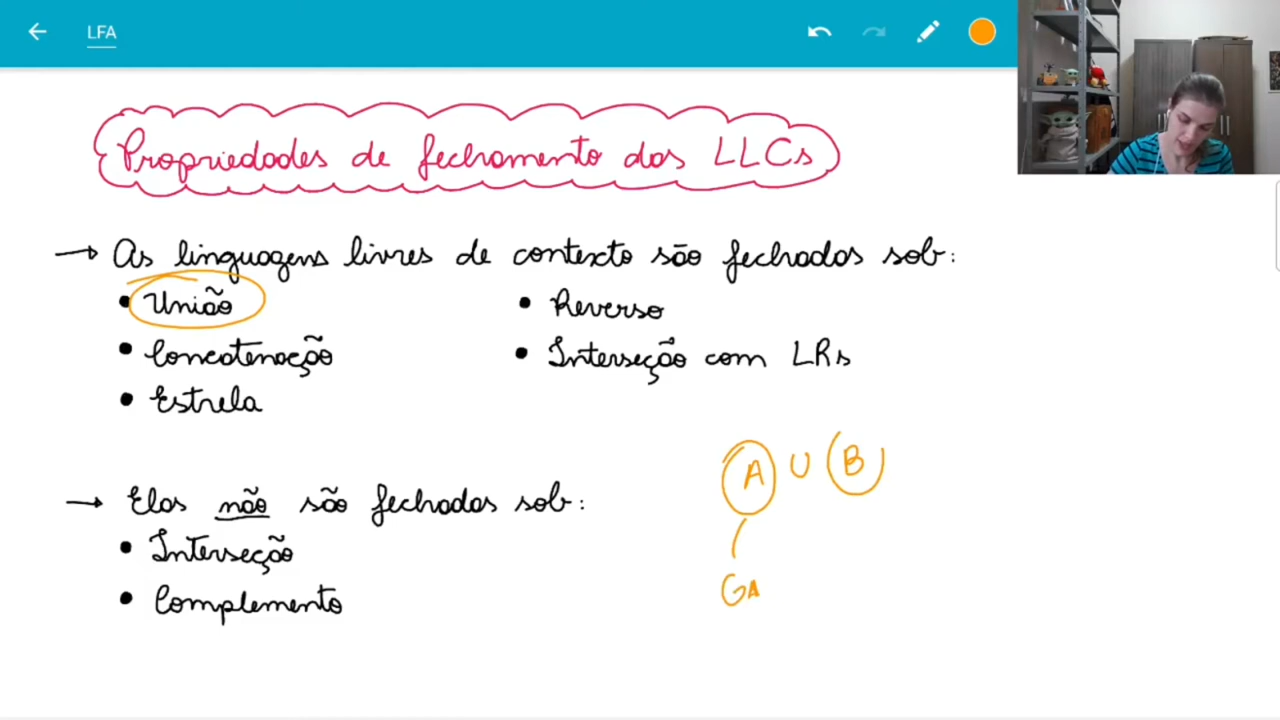 LFA
Propriedades de fechamento das LLCs
→ As linguagens livres de contexto são fechadas sob:
• União
• Concatenação
• Estrela
• Reverso
• Interseção com LRs
→ Elas não são fechadas sob:
• Interseção
• Complemento
A ∪ B
GA